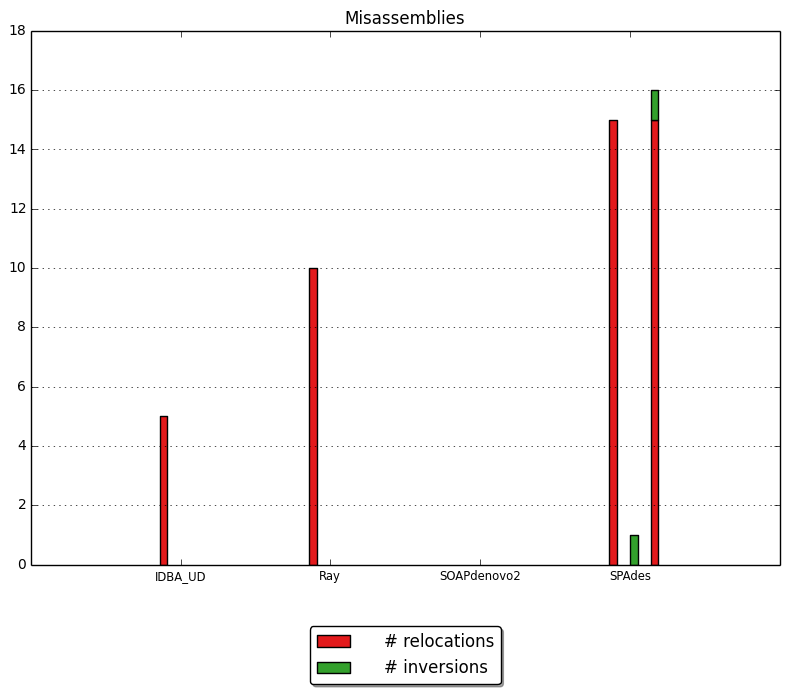 Misassemblies
18
16
14
12
10
8
6
4
2
0
IDBA_UD Ray SOAPdenovo2 SPAdes
# relocations
# inversions